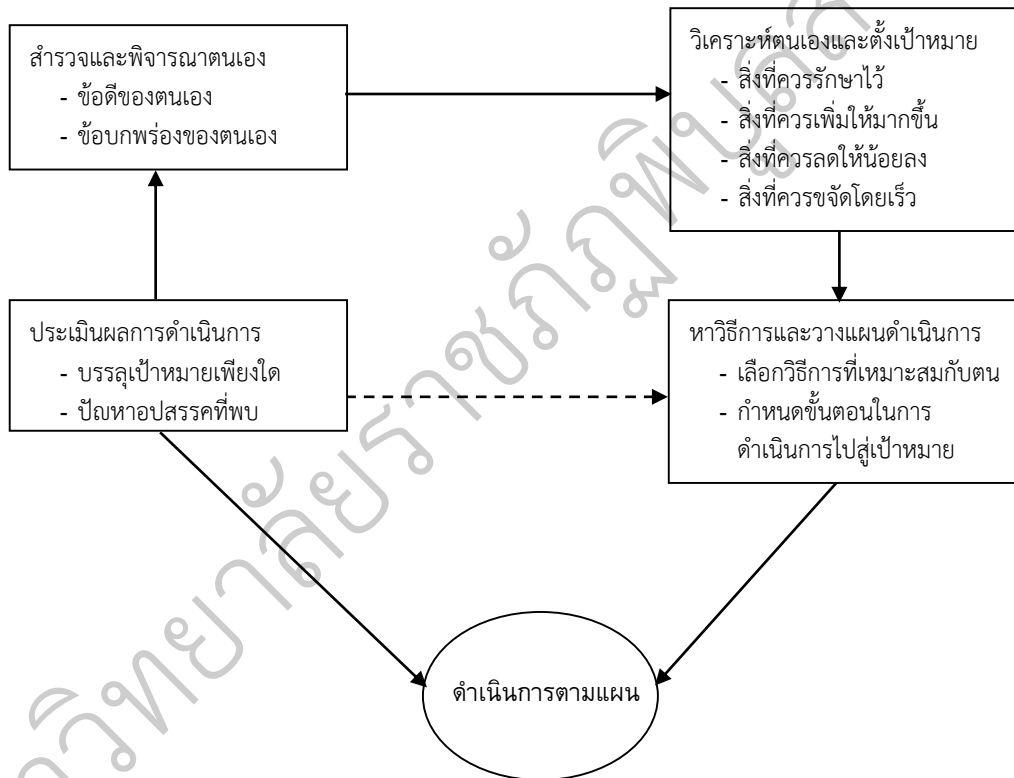 สำรวจและพิจารณาตนเอง
- ข้อดีของตนเอง
- ข้อบกพร่องของตนเอง
วิเคราะห์ตนเองและตั้งเป้าหมาย
- สิ่งที่ควรรักษาไว้
- สิ่งที่ควรเพิ่มให้มากขึ้น
- สิ่งที่ควรลดให้น้อยลง
- สิ่งที่ควรขจัดโดยเร็ว
ประเมินผลการดำเนินการ
- บรรลุเป้าหมายเพียงใด
- ปัญหาอปสรรคที่พบ
หาวิธีการและวางแผนดำเนินการ
- เลือกวิธีการที่เหมาะสมกับตน
- กำหนดขั้นตอนในการ
ดำเนินการไปสู่เป้าหมาย
ดำเนินการตามแผน
วิทยาลัยราชภัฏพิบูล